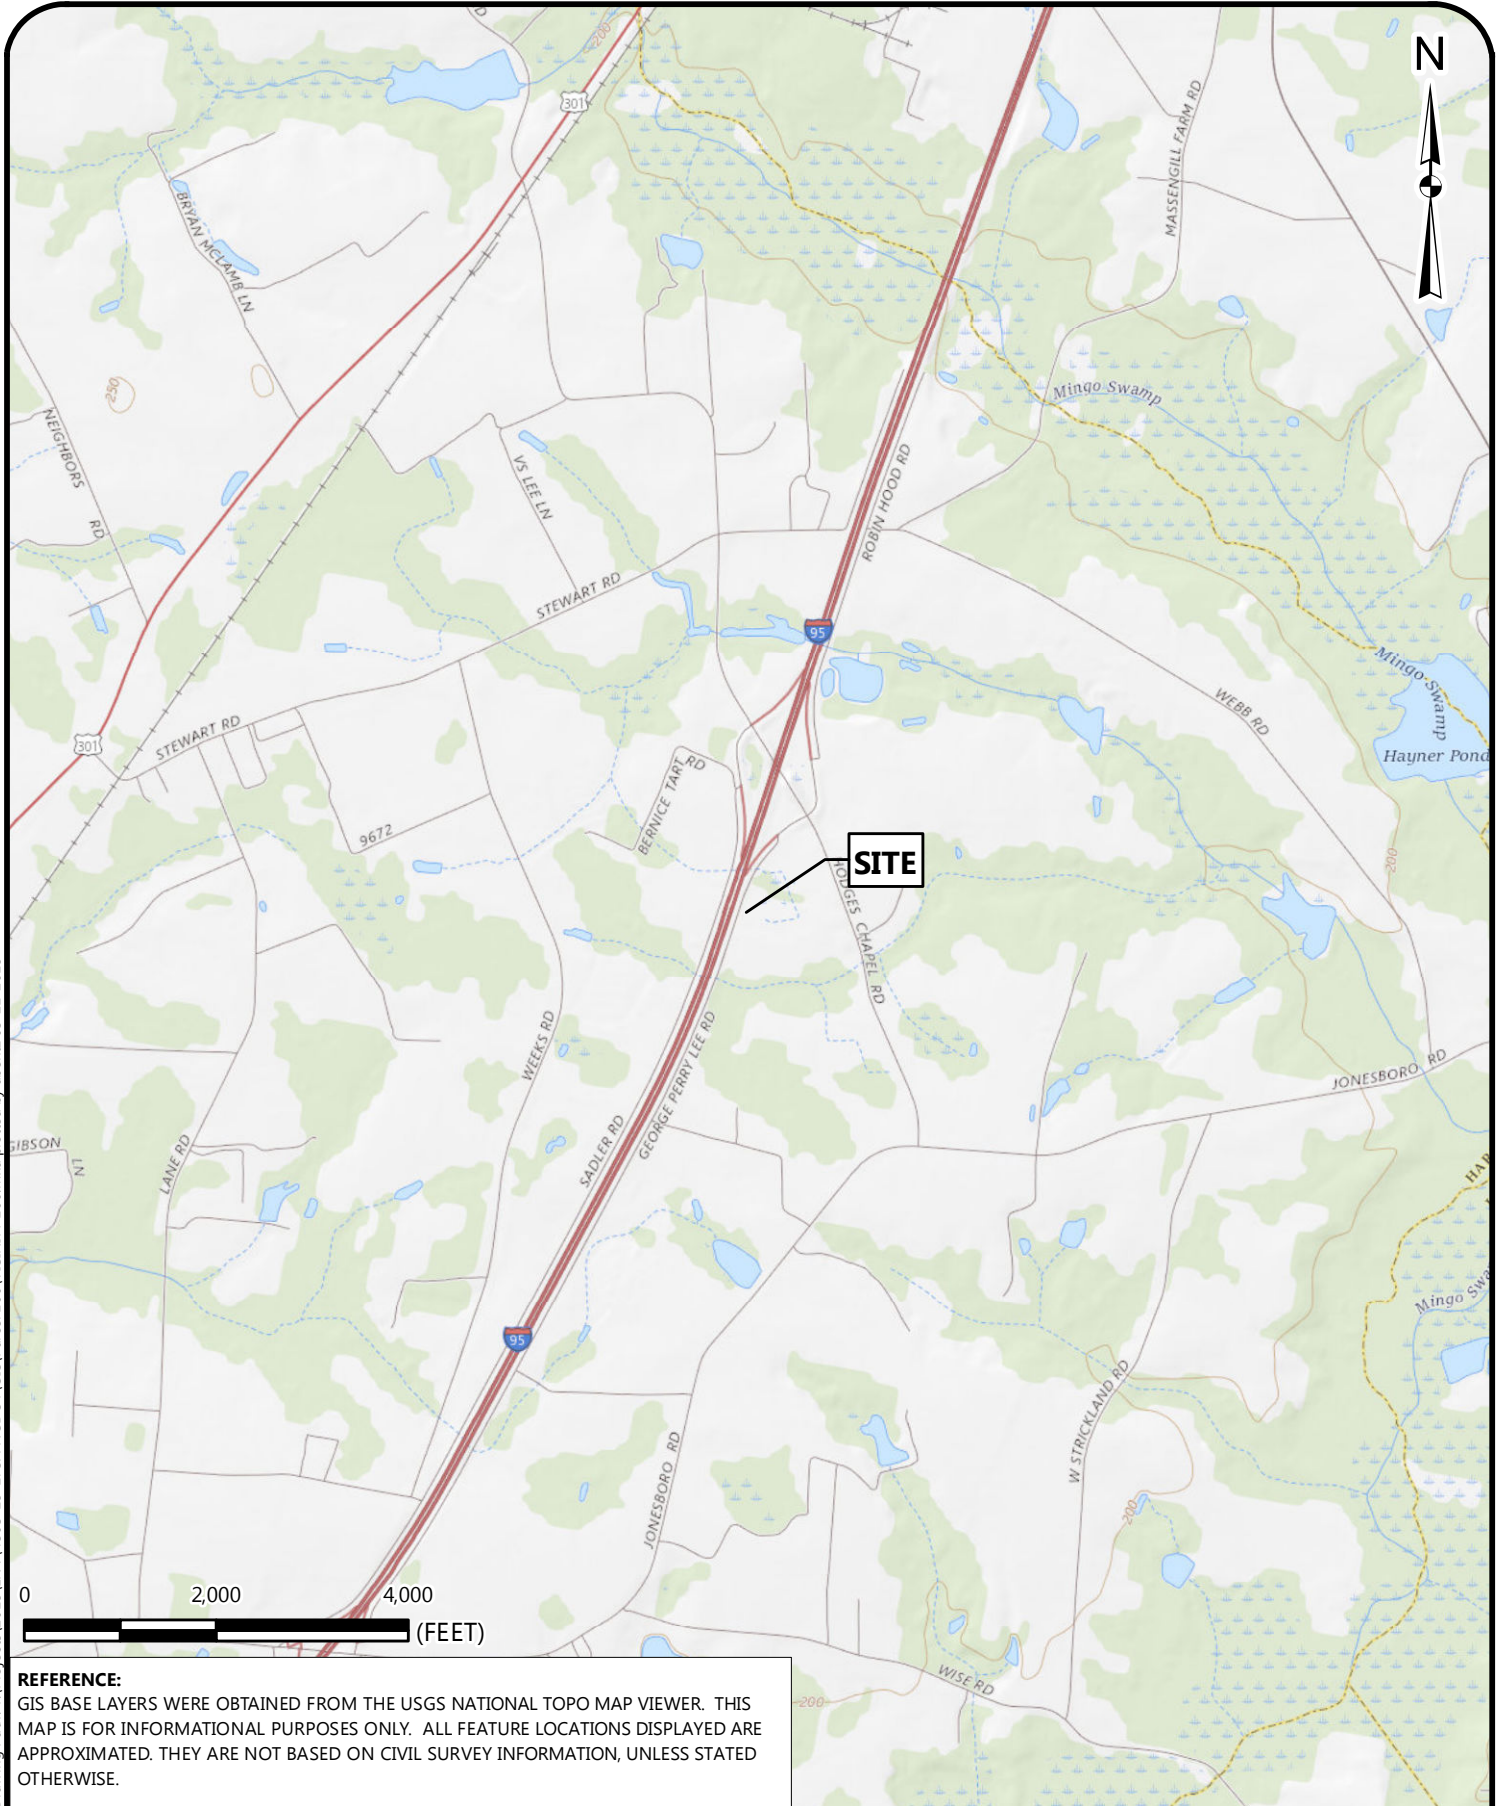 N
200
301
MASSENGILL FARM RD
BRYAN MCLAMB LN
250
Mingo Swamp
NEIGHBORS
RD
VS LEE LN
ROBIN HOOD RD
STEWART RD
95
Mingo Swamp
WEBB RD
STEWART RD
301
Hayner Pond
BERNICE TART RD
9672
SITE
200
HODGES CHAPEL RD
WEEKS RD
GEORGE PERRY LEE RD
JONESBORO RD
SADLER RD
GIBSON
LN
LANE RD
95
W STRICKLAND RD
JONESBORO RD
200
0 2,000 4,000
(FEET)
WISE RD
200
REFERENCE:
GIS BASE LAYERS WERE OBTAINED FROM THE USGS NATIONAL TOPO MAP VIEWER. THIS
MAP IS FOR INFORMATIONAL PURPOSES ONLY. ALL FEATURE LOCATIONS DISPLAYED ARE
APPROXIMATED. THEY ARE NOT BASED ON CIVIL SURVEY INFORMATION, UNLESS STATED
OTHERWISE.